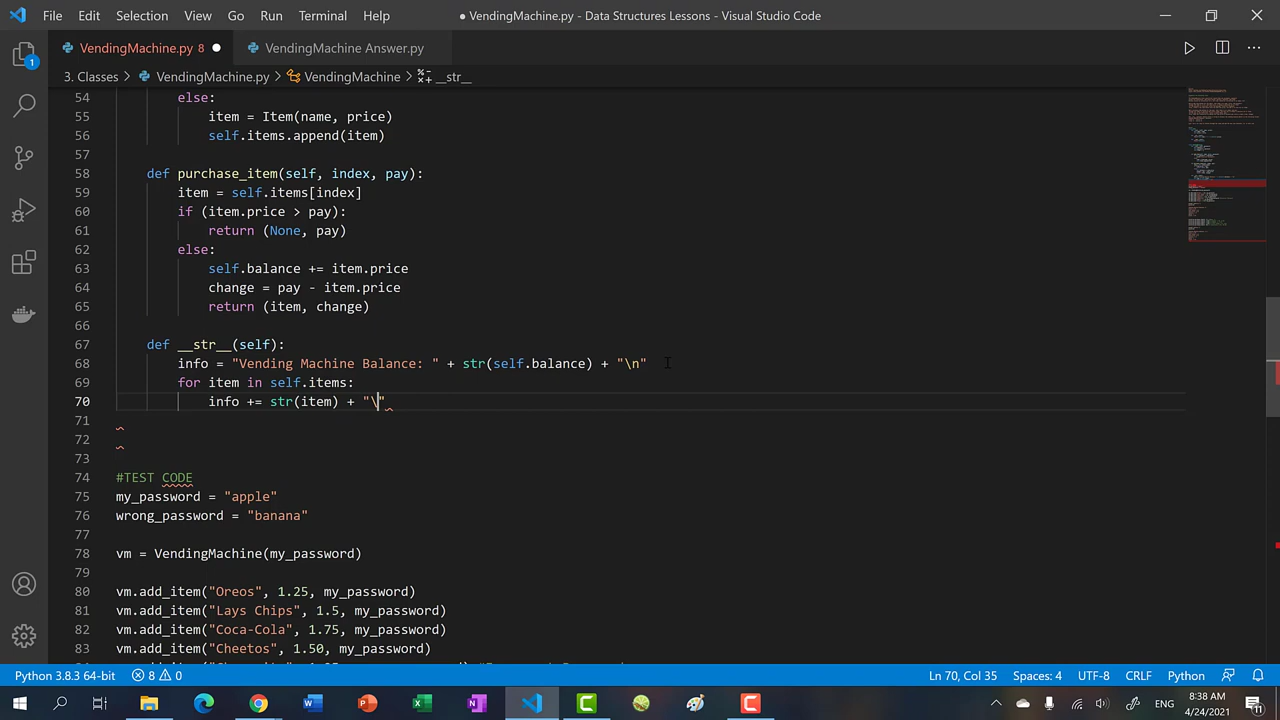 File Edit Selection View Go Run Terminal Help ● VendingMachine.py - Data Structures Lessons - Visual Studio Code
VendingMachine.py 8 ● VendingMachine Answer.py
3. Classes > VendingMachine.py > VendingMachine > __str__
54 else:
55 item = Item(name, price)
56 self.items.append(item)
57
58 def purchase_item(self, index, pay):
59 item = self.items[index]
60 if (item.price > pay):
61 return (None, pay)
62 else:
63 self.balance += item.price
64 change = pay - item.price
65 return (item, change)
66
67 def __str__(self):
68 info = "Vending Machine Balance: " + str(self.balance) + "\n"
69 for item in self.items:
70 info += str(item) + "\"
71
72
73
74 #TEST CODE
75 my_password = "apple"
76 wrong_password = "banana"
77
78 vm = VendingMachine(my_password)
79
80 vm.add_item("Oreos", 1.25, my_password)
81 vm.add_item("Lays Chips", 1.5, my_password)
82 vm.add_item("Coca-Cola", 1.75, my_password)
83 vm.add_item("Cheetos", 1.50, my_password)
1
Python 3.8.3 64-bit 8 0 Ln 70, Col 35 Spaces: 4 UTF-8 CRLF Python
8:38 AM
ENG
4/24/2021